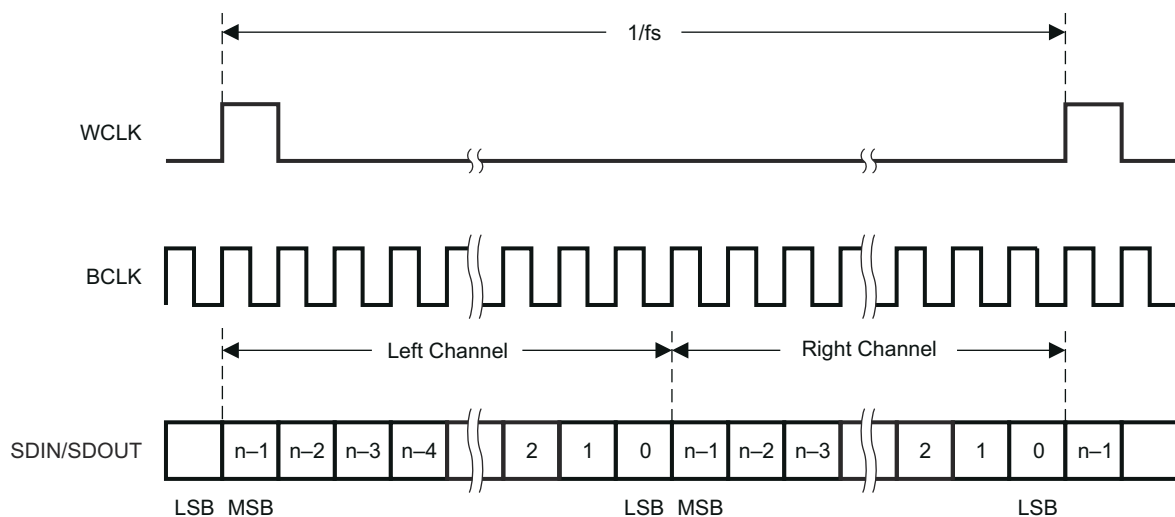 1/fs
WCLK
BCLK
Left Channel Right Channel
SDIN/SDOUT n–1 n–2 n–3 n–4 2 1 0 n–1 n–2 n–3 2 1 0 n–1
LSB MSB LSB MSB LSB